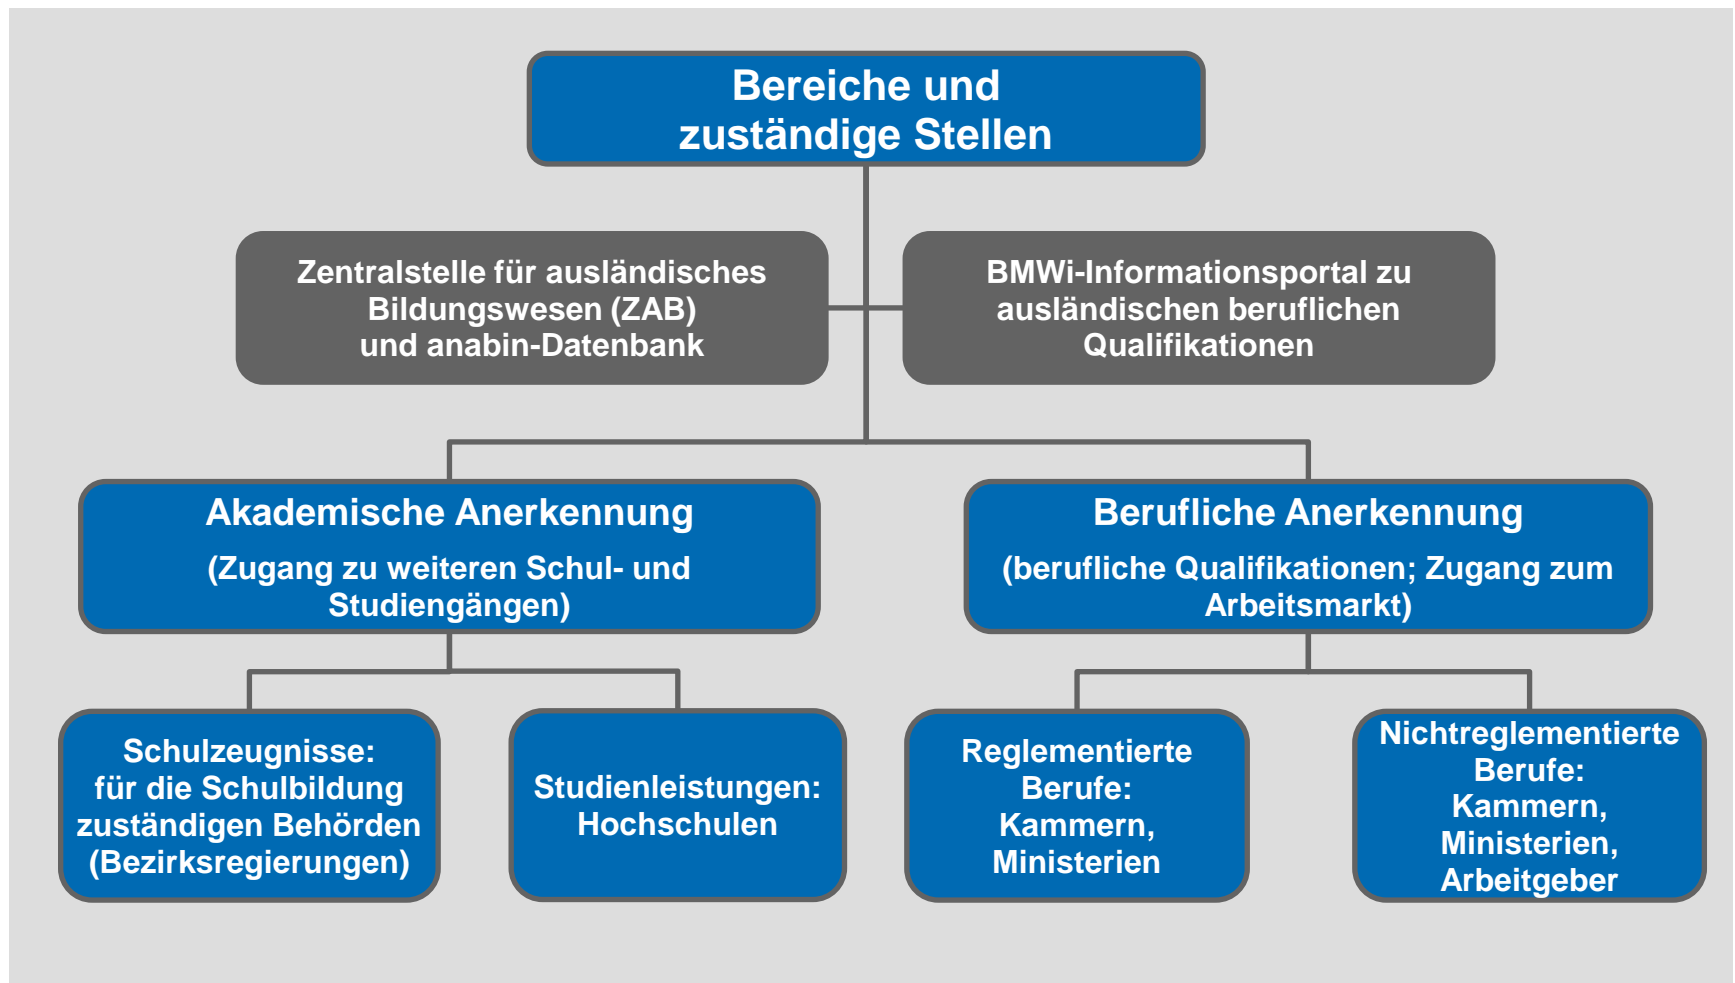 Bereiche und
zuständige Stellen
Zentralstelle für ausländisches
Bildungswesen (ZAB)
und anabin-Datenbank
BMWi-Informationsportal zu
ausländischen beruflichen
Qualifikationen
Akademische Anerkennung
(Zugang zu weiteren Schul- und
Studiengängen)
Berufliche Anerkennung
(berufliche Qualifikationen; Zugang zum
Arbeitsmarkt)
Schulzeugnisse:
für die Schulbildung
zuständigen Behörden
(Bezirksregierungen)
Studienleistungen:
Hochschulen
Reglementierte
Berufe:
Kammern,
Ministerien
Nichtreglementierte
Berufe:
Kammern,
Ministerien,
Arbeitgeber